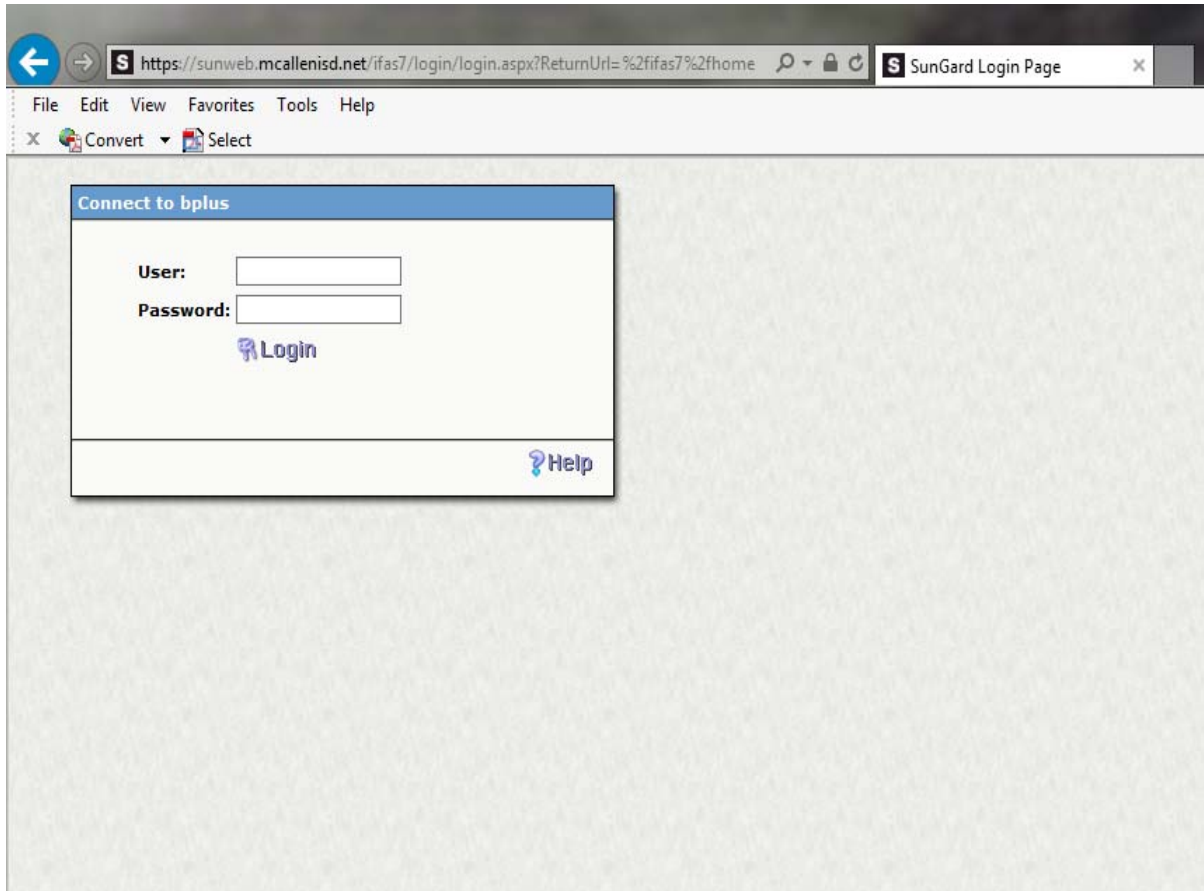 S https://sunweb.mcallenisd.net/ifas7/login/login.aspx?ReturnUrl=%2fifas7%2fhome S SunGard Login Page
File Edit View Favorites Tools Help
X Convert Select
Connect to bplus
User:
Password:
Login
Help